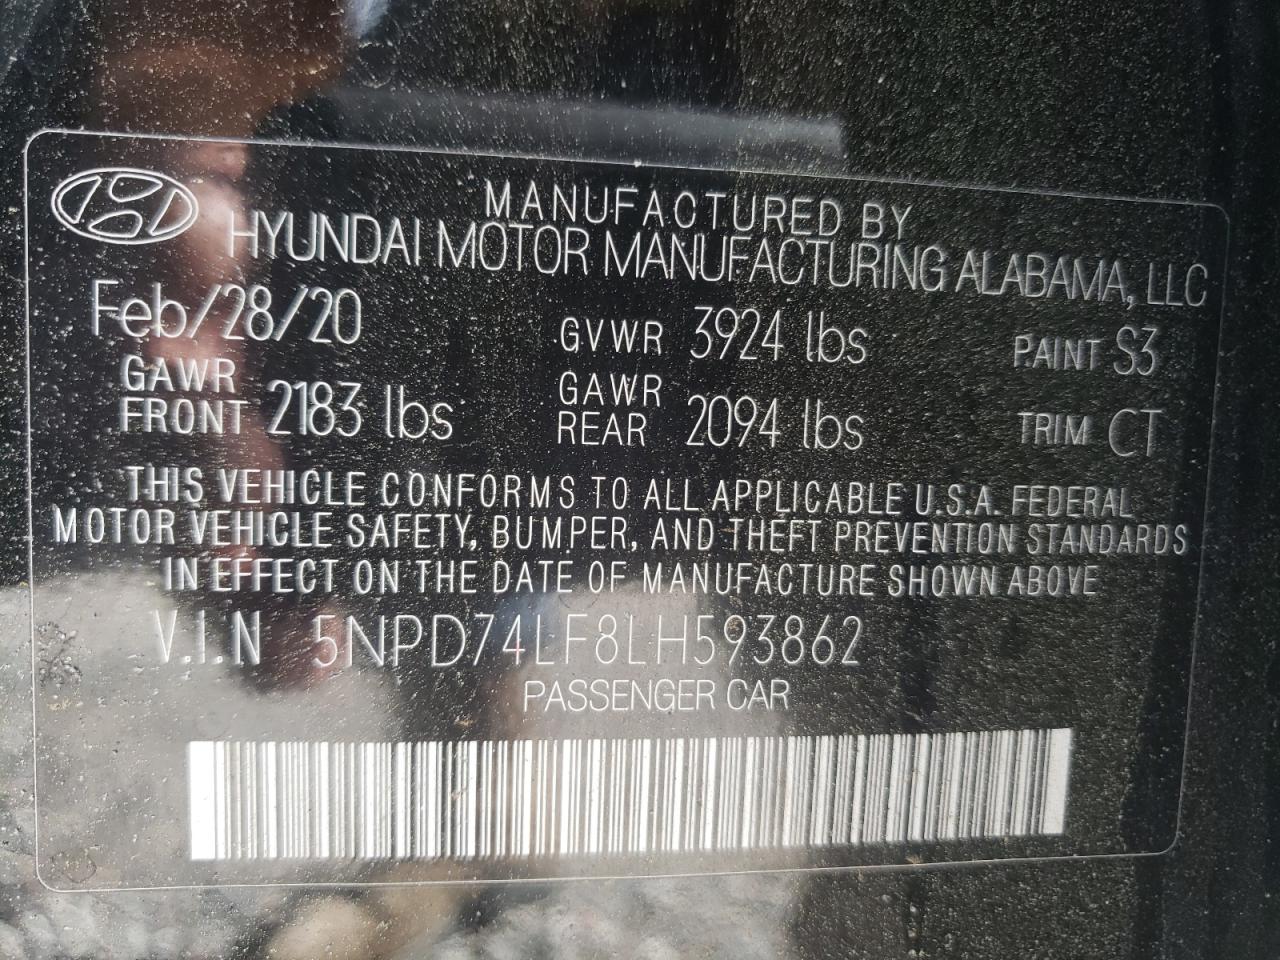 MANUFACTURED BY
HYUNDAI MOTOR MANUFACTURING ALABAMA, LLC
Feb/28/20 GVWR 3924 lbs PAINT S3
GAWR FRONT 2183 lbs GAWR REAR 2094 lbs TRIM CT
THIS VEHICLE CONFORMS TO ALL APPLICABLE U.S.A. FEDERAL
MOTOR VEHICLE SAFETY, BUMPER, AND THEFT PREVENTION STANDARDS
IN EFFECT ON THE DATE OF MANUFACTURE SHOWN ABOVE
V.I.N 5NPD74LF8LH593862
PASSENGER CAR